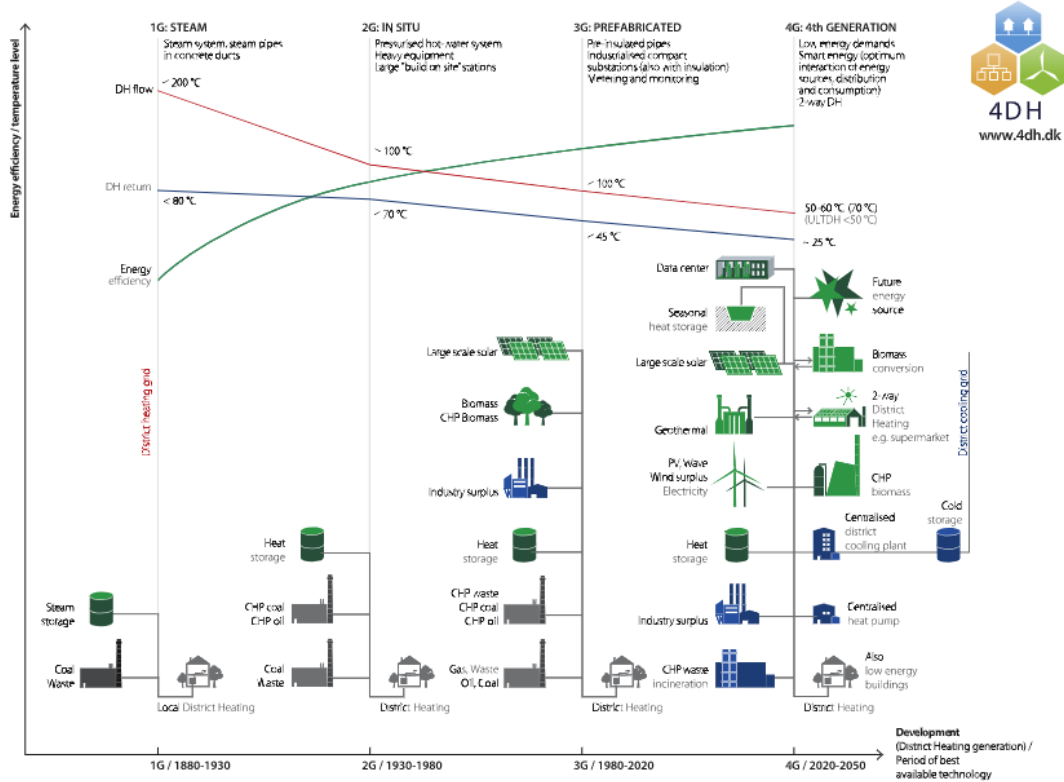 1G: STEAM
Steam system, steam pipes
in concrete ducts
2G: IN SITU
Pressurised hot-water system
Heavy equipment
Large "build on site" stations
3G: PREFABRICATED
Pre-insulated pipes
Industrialised compact
substations (also with insulation)
Metering and monitoring
4G: 4th GENERATION
Low energy demands
Smart energy (optimum
interaction of energy
sources, distribution
and consumption)
2-way DH
4DH
www.4dh.dk
Energy efficiency / temperature level
DH flow
~ 200 °C
~ 100 °C
~ 100 °C
50-60 °C (70 °C)
(ULTDH <50 °C)
DH return
< 80 °C
~ 70 °C
~ 45 °C
~ 25 °C
Energy
efficiency
District heating grid
District cooling grid
Steam
storage
Coal
Waste
Local District Heating
Heat
storage
CHP coal
CHP oil
Coal
Waste
District Heating
Large scale solar
Biomass
CHP Biomass
Industry surplus
Heat
storage
CHP waste
CHP coal
CHP oil
Gas, Waste
Oil, Coal
District Heating
Data center
Seasonal
heat storage
Large scale solar
Geothermal
PV, Wave
Wind surplus
Electricity
Heat
storage
Industry surplus
CHP waste
incineration
Future
energy
source
Biomass
conversion
2-way
District
Heating
e.g. supermarket
CHP
biomass
Centralised
district
cooling plant
Cold
storage
Centralised
heat pump
Also
low energy
buildings
District Heating
1G / 1880-1930
2G / 1930-1980
3G / 1980-2020
4G / 2020-2050
Development
(District Heating generation) /
Period of best
available technology